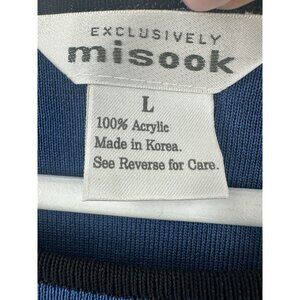 EXCLUSIVELY
misook
L
100% Acrylic
Made in Korea.
See Reverse for Care.